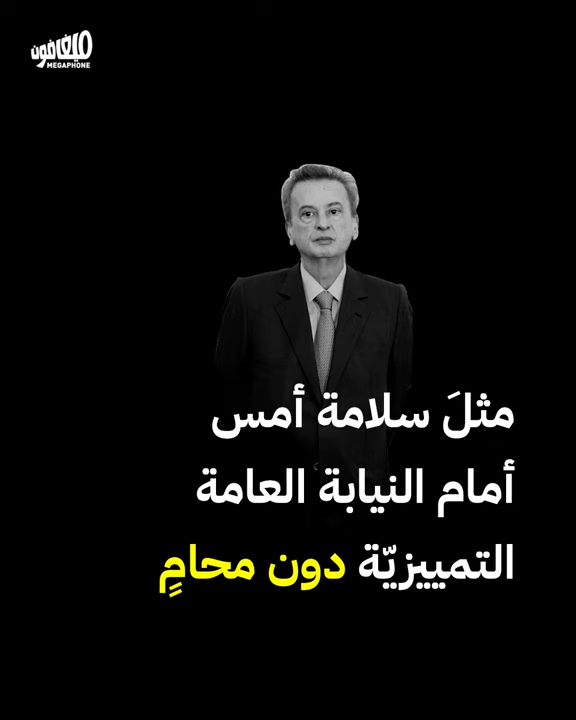 ميغافون
MEGAPHONE
مثلَ سلامة أمس
أمام النيابة العامة
التمييزيّة دون محامٍ